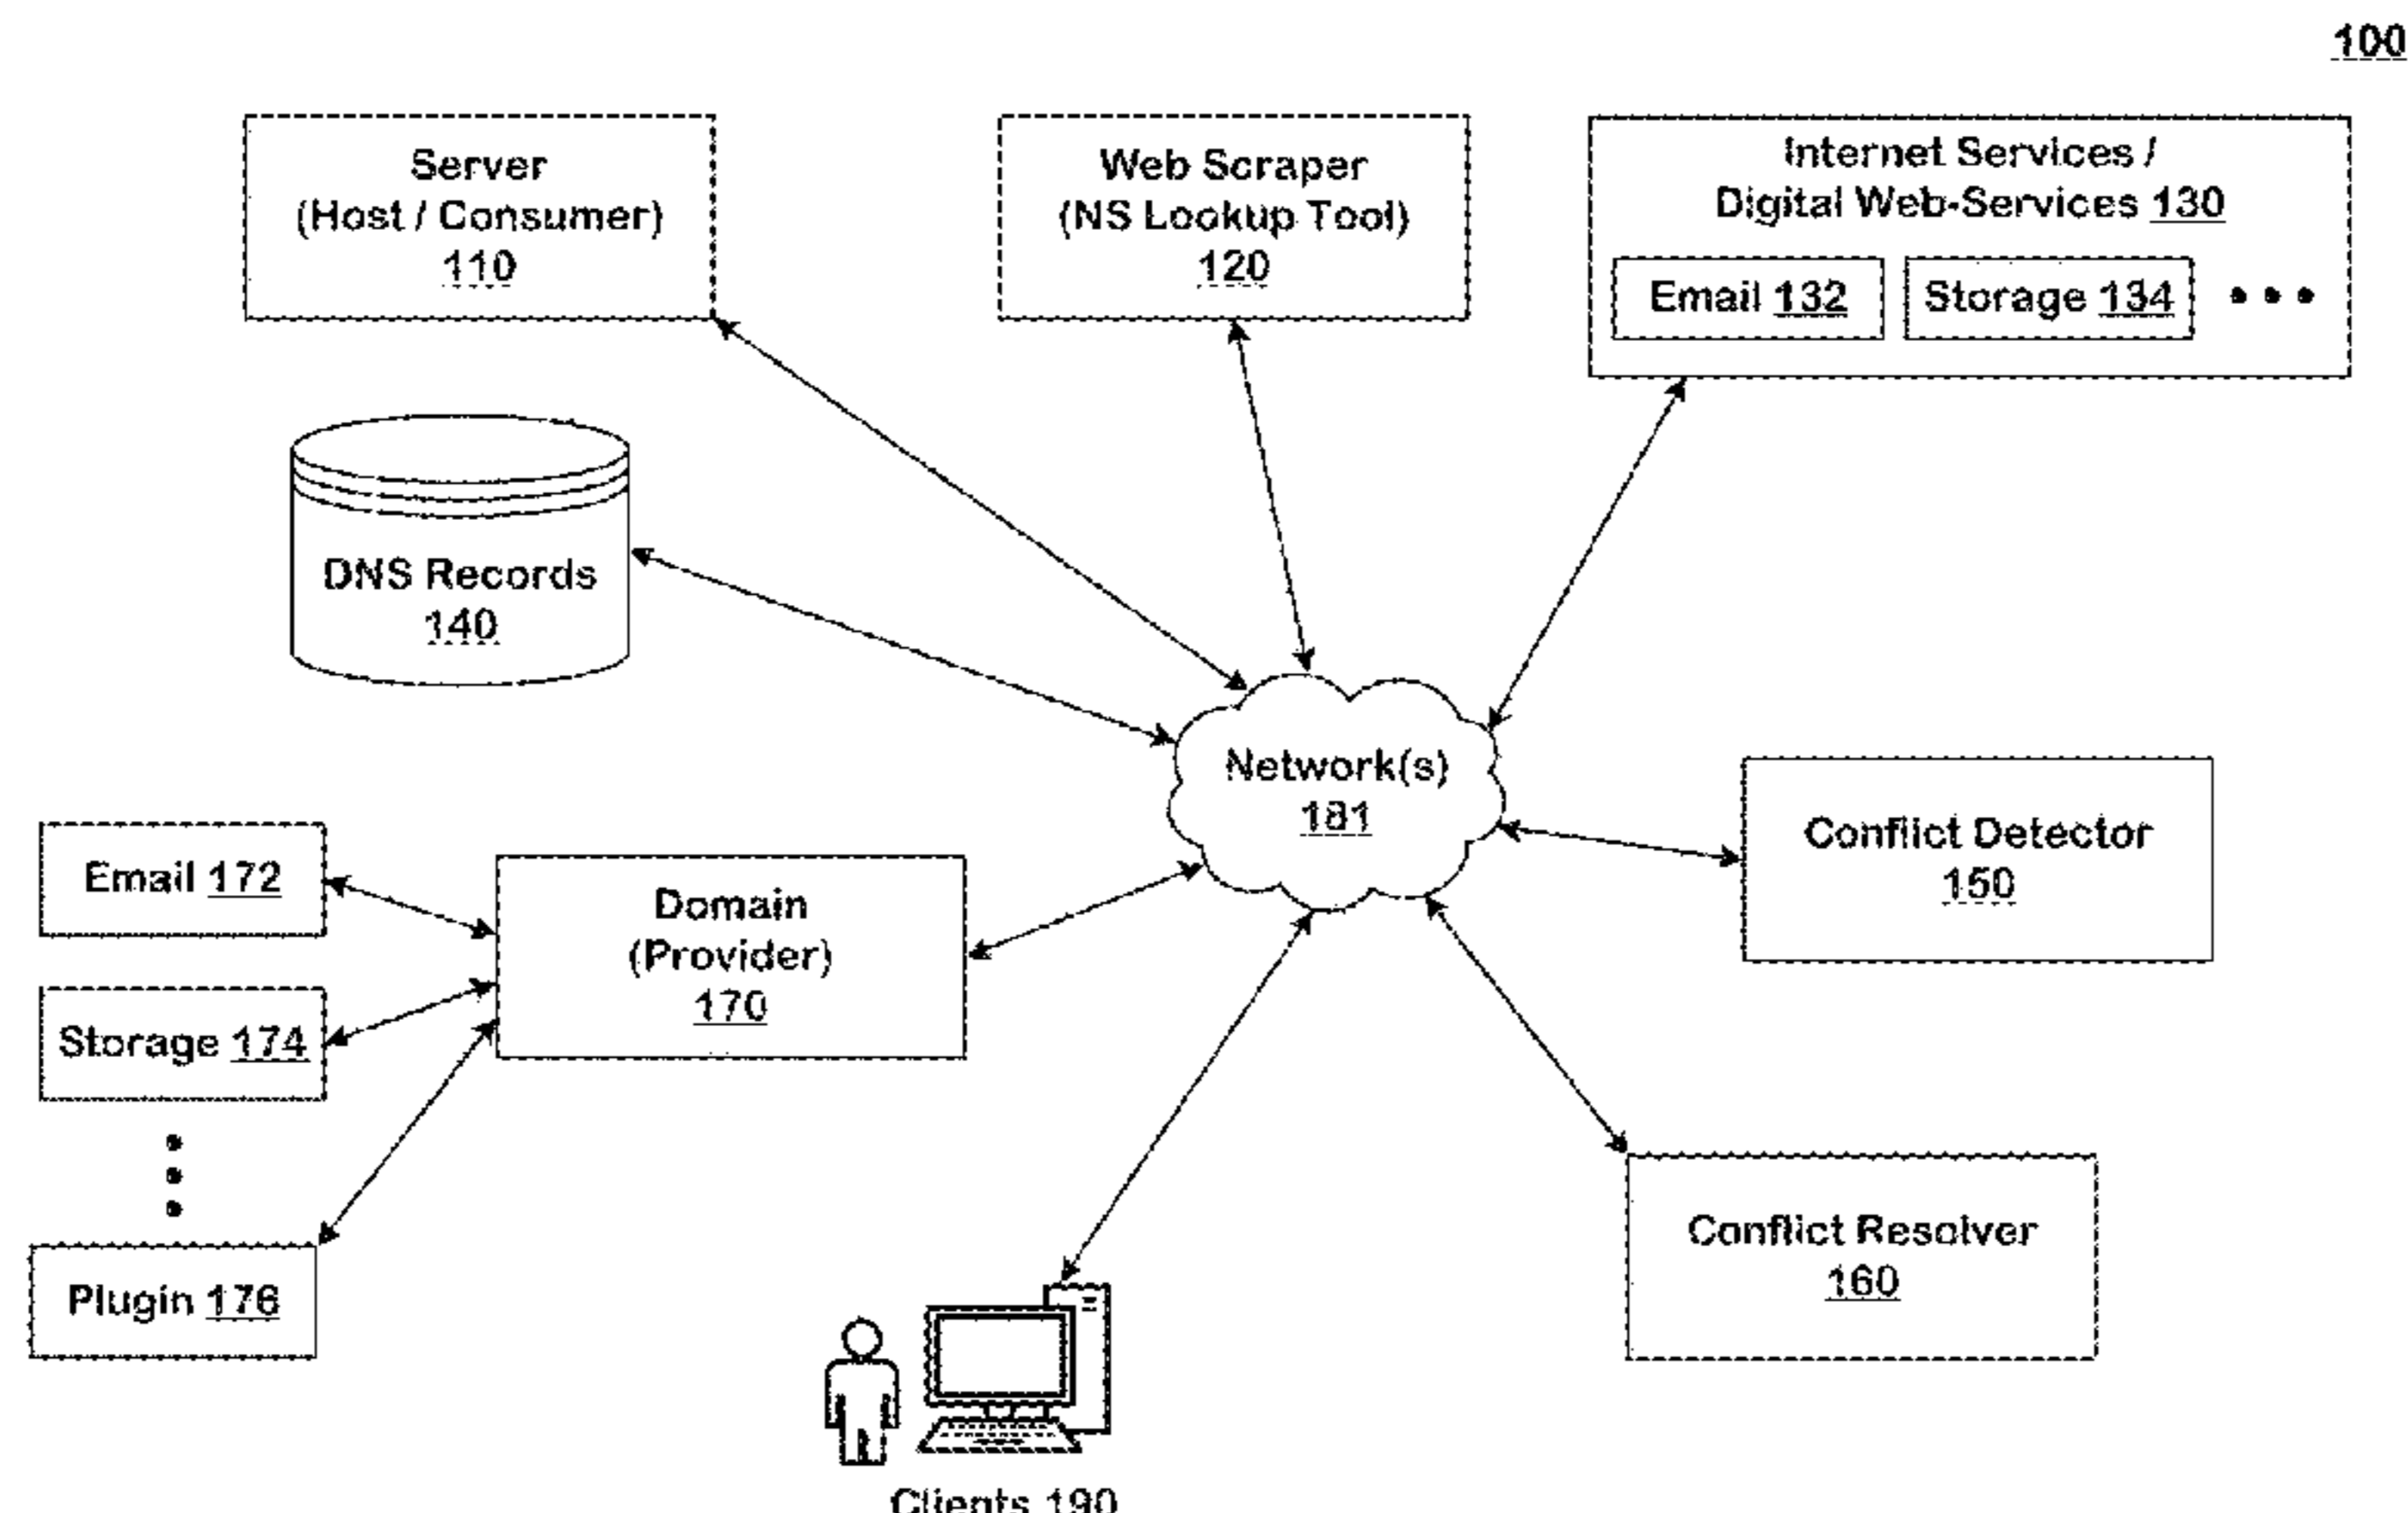 100
Server
(Host / Consumer)
110
Web Scraper
(NS Lookup Tool)
120
Internet Services /
Digital Web-Services 130
Email 132
Storage 134
DNS Records
140
Network(s)
181
Conflict Detector
150
Email 172
Domain
(Provider)
170
Storage 174
Plugin 176
Conflict Resolver
160
Clients 190